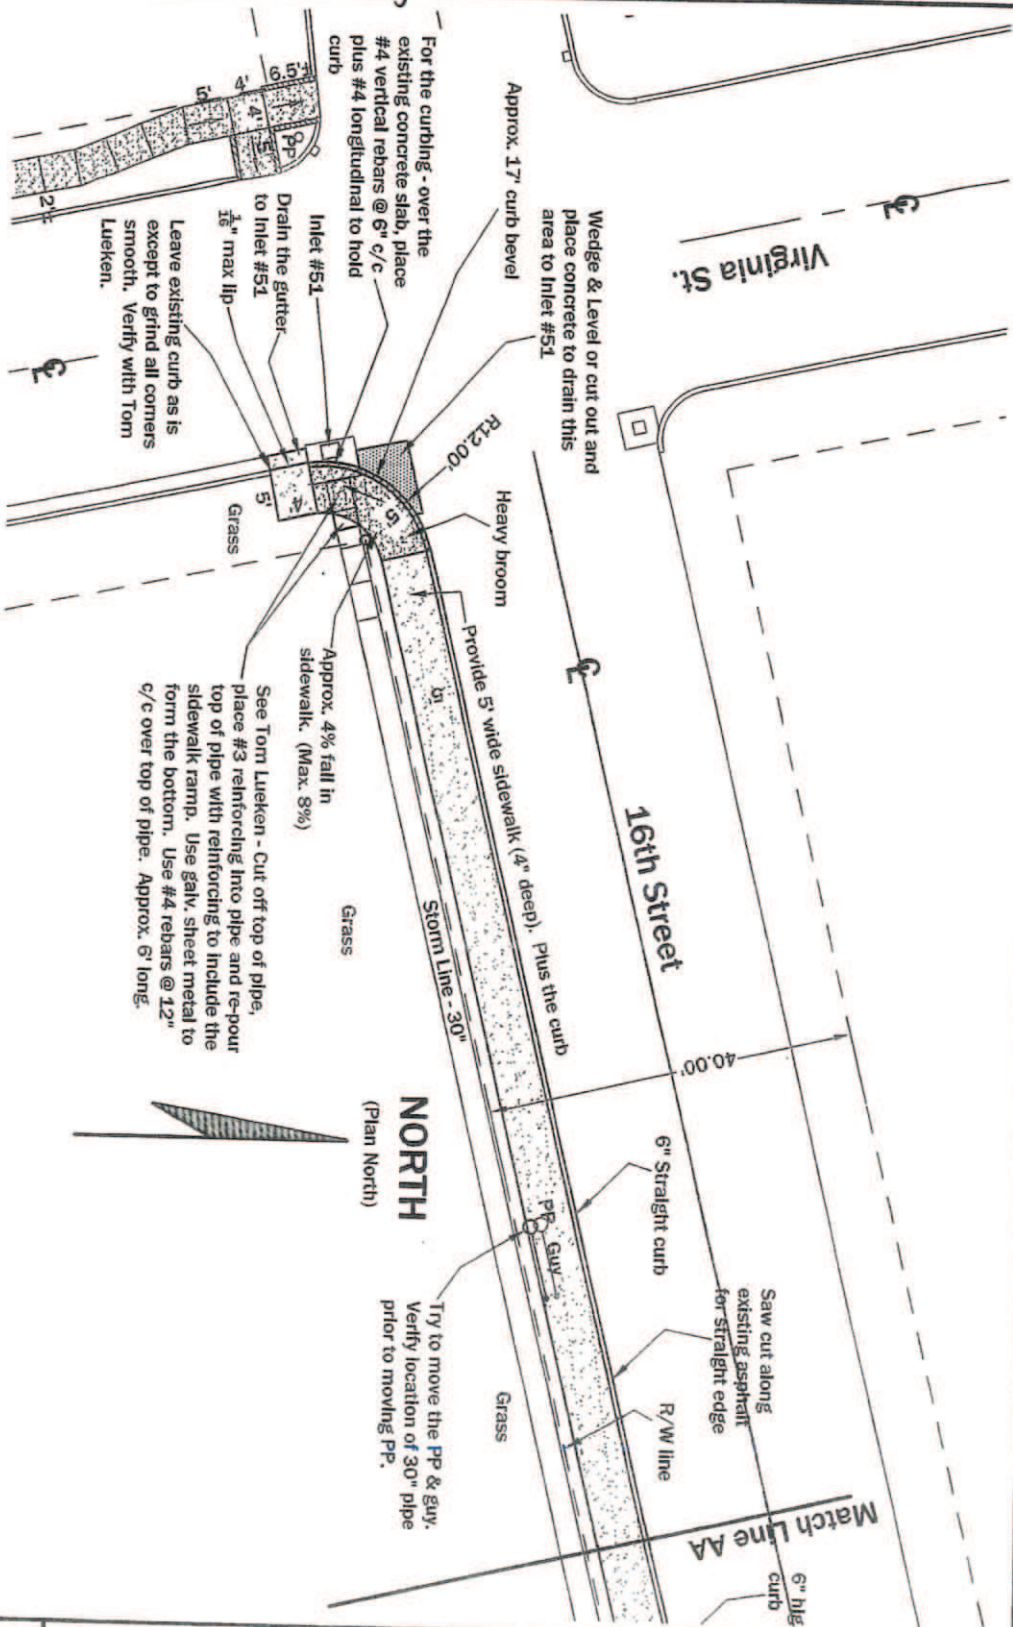 Virginia St.
℄
Wedge & Level or cut out and
place concrete to drain this
area to Inlet #51
Approx. 17' curb bevel
For the curbing - over the
existing concrete slab, place
#4 vertical rebars @ 6" c/c
plus #4 longitudinal to hold
curb
Inlet #51
Drain the gutter
to Inlet #51
1/16" max lip
Leave existing curb as is
except to grind all corners
smooth. Verify with Tom
Lueken.
℄
6.5'±
4'
5'
4'
5'
PP
2'±
R12.00'
Heavy broom
5
4
5'
Grass
Provide 5' wide sidewalk (4" deep). Plus the curb
5'
℄
16th Street
40.00'
Approx. 4% fall in
sidewalk. (Max. 8%)
See Tom Lueken - Cut off top of pipe,
place #3 reinforcing into pipe and re-pour
top of pipe with reinforcing to include the
sidewalk ramp. Use galv. sheet metal to
form the bottom. Use #4 rebars @ 12"
c/c over top of pipe. Approx. 6' long.
Grass
Storm Line - 30"
NORTH
(Plan North)
6" Straight curb
Saw cut along
existing asphalt
for straight edge
R/W line
PP
Guy
Try to move the PP & guy.
Verify location of 30" pipe
prior to moving PP.
Grass
Match Line AA
6" hig
curb